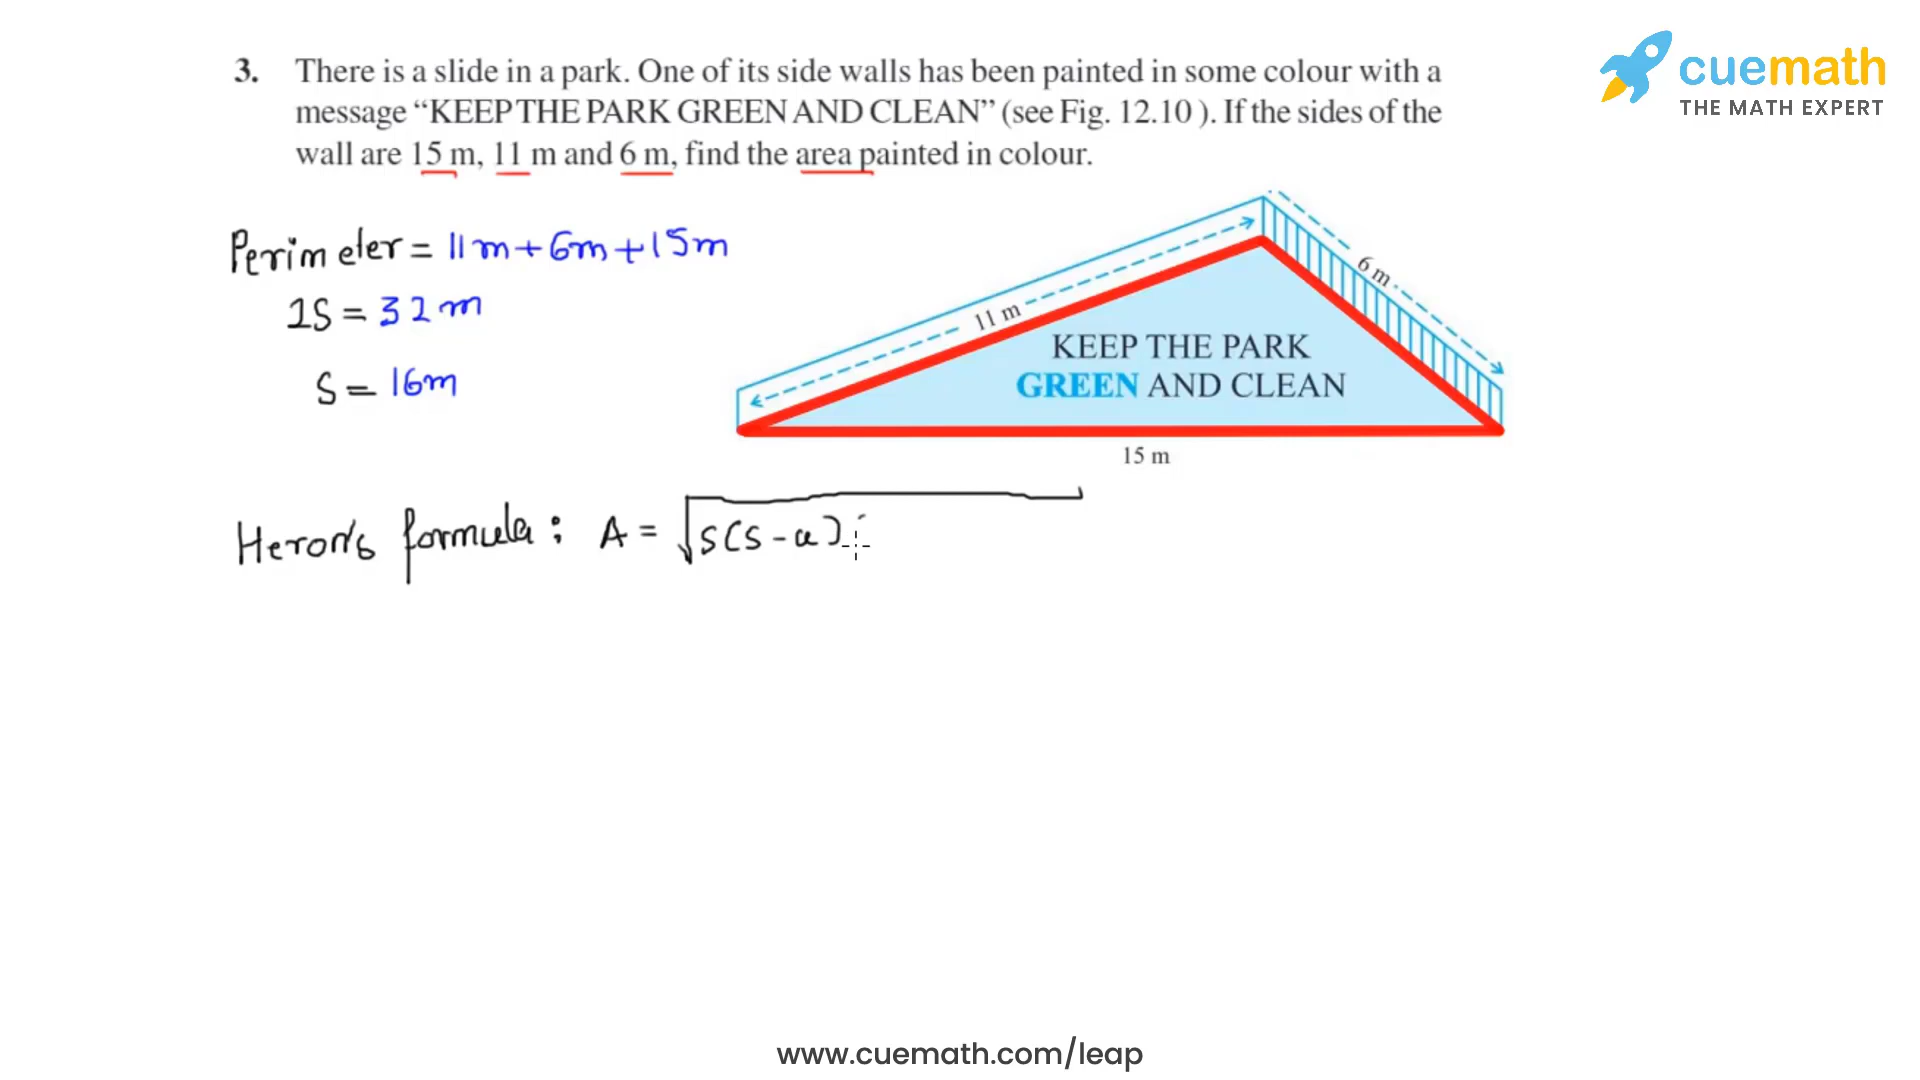 3. There is a slide in a park. One of its side walls has been painted in some colour with a
message “KEEP THE PARK GREEN AND CLEAN” (see Fig. 12.10 ). If the sides of the
wall are 15 m, 11 m and 6 m, find the area painted in colour.
cuemath
THE MATH EXPERT
Perimeter = 11m + 6m + 15m
2S = 32m
S = 16m
11 m
6 m
KEEP THE PARK
GREEN AND CLEAN
15 m
Heron's formula : A = √s(s-a)
www.cuemath.com/leap